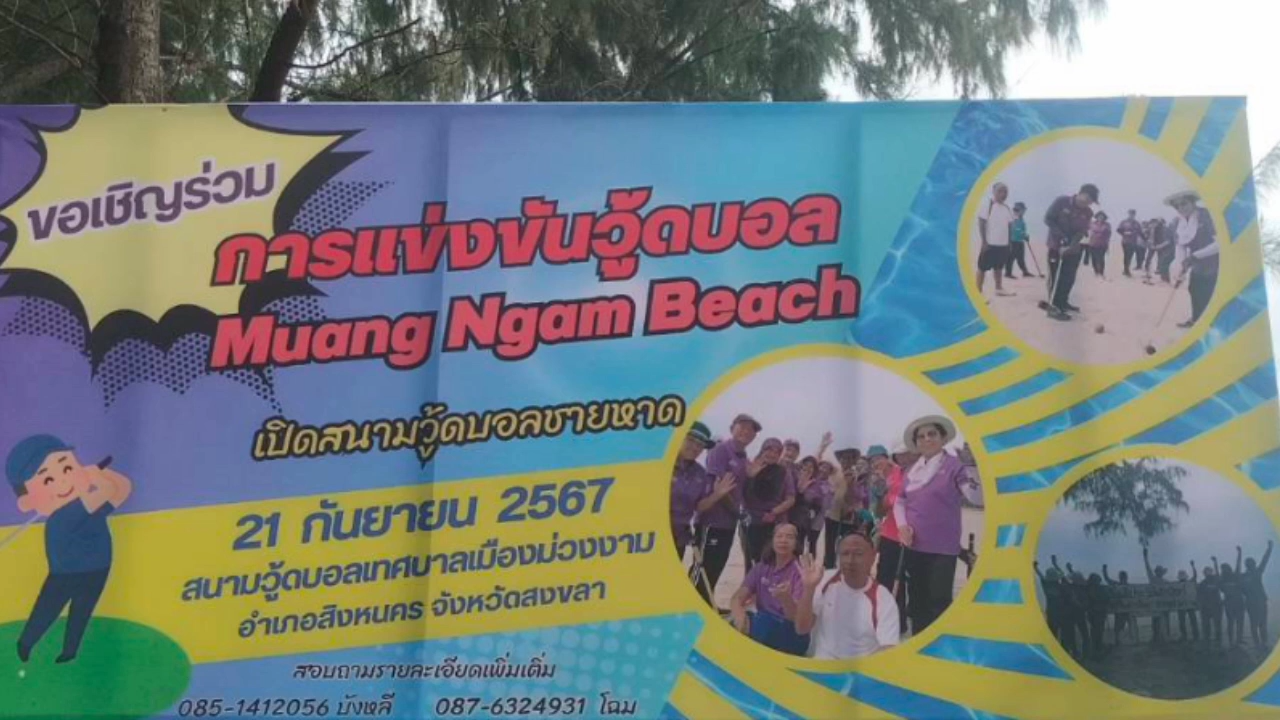 ขอเชิญร่วม
การแข่งขันวู้ดบอล
Muang Ngam Beach
เปิดสนามวู้ดบอลชายหาด
21 กันยายน 2567
สนามวู้ดบอลเทศบาลเมืองม่วงงาม
อำเภอสิงหนคร จังหวัดสงขลา
สอบถามรายละเอียดเพิ่มเติ่ม
085-1412056 บังหลี 087-6324931 โฉม